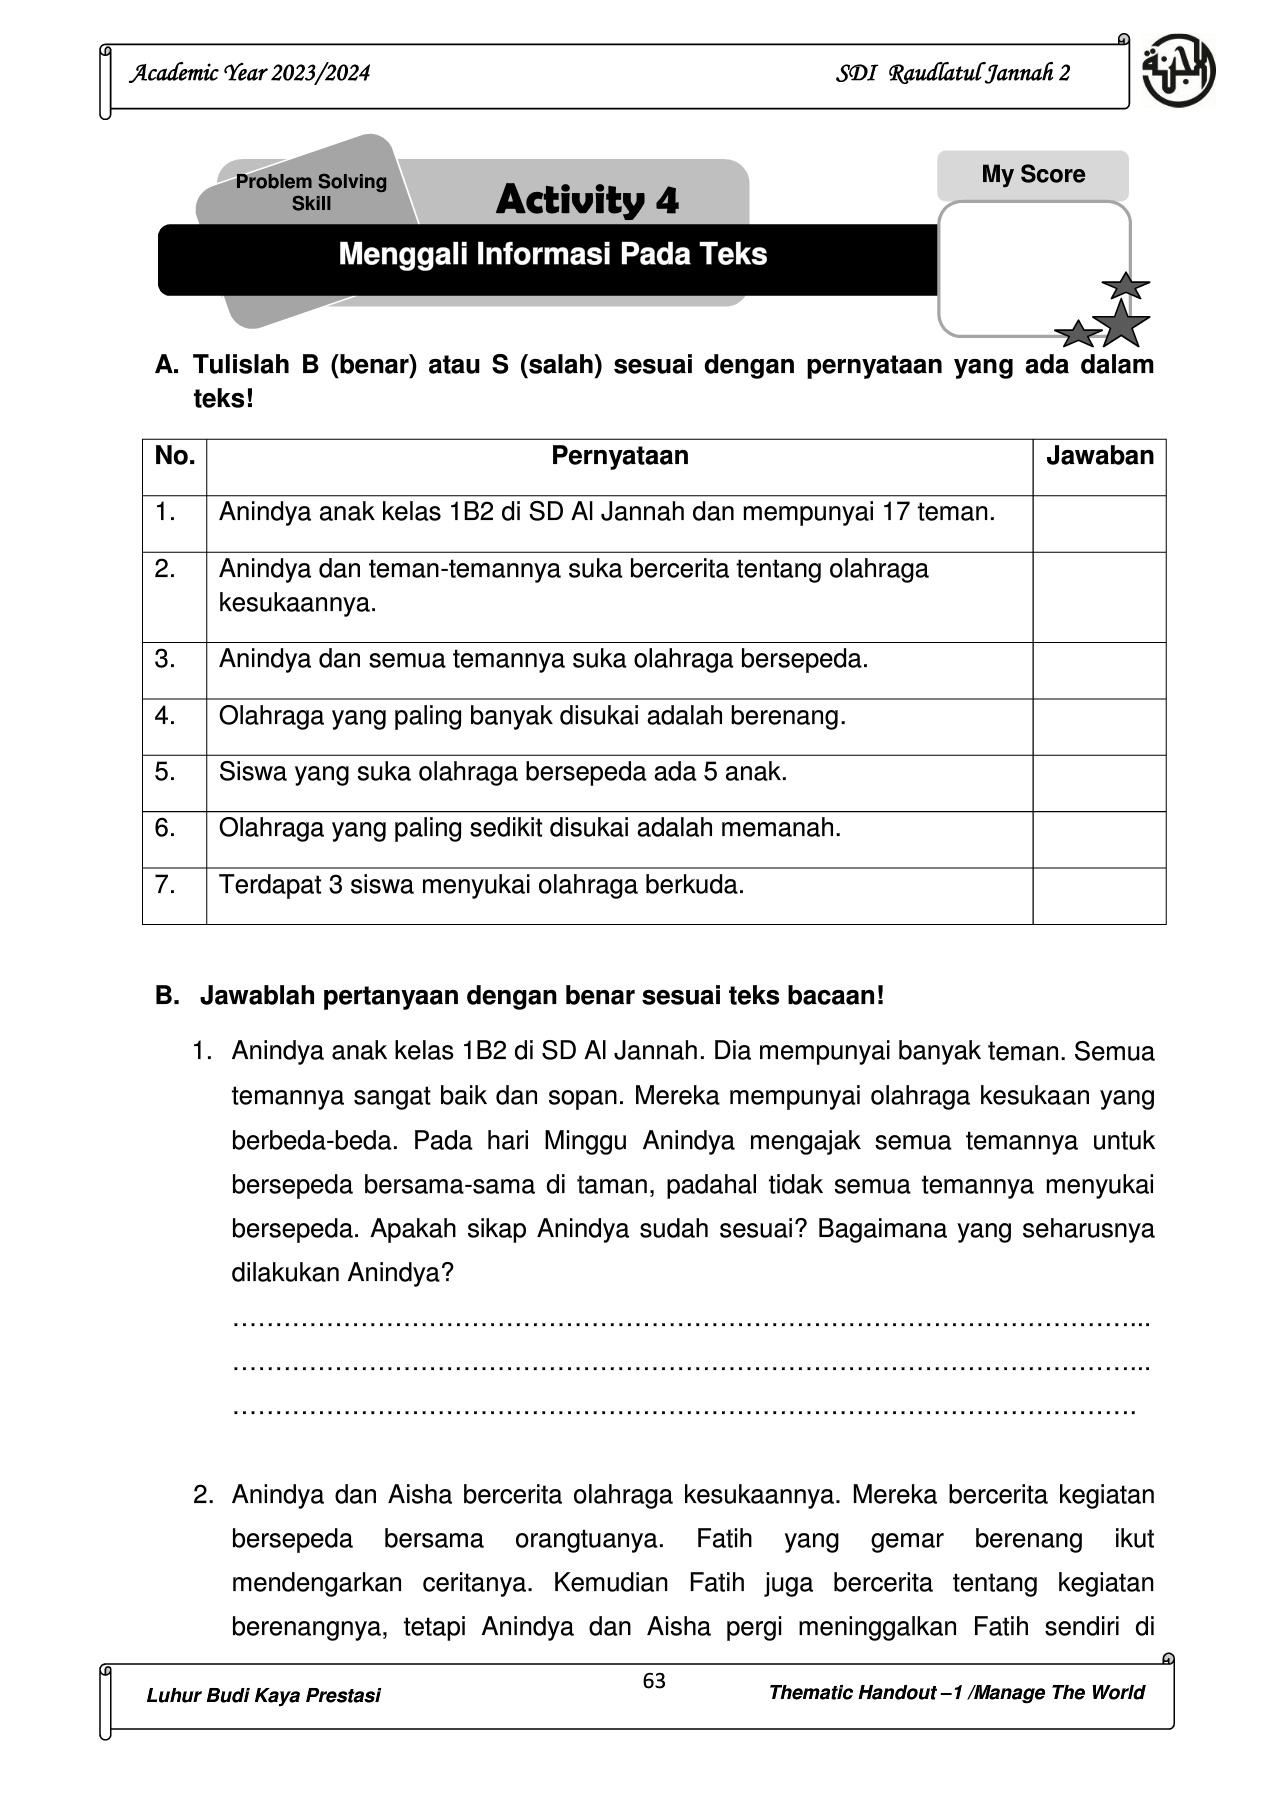 Academic Year 2023/2024
SDI Raudlatul Jannah 2
Problem Solving
Skill
Activity 4
My Score
Menggali Informasi Pada Teks
A. Tulislah B (benar) atau S (salah) sesuai dengan pernyataan yang ada dalam
teks!
No. Pernyataan Jawaban
1. Anindya anak kelas 1B2 di SD Al Jannah dan mempunyai 17 teman.
2. Anindya dan teman-temannya suka bercerita tentang olahraga
kesukaannya.
3. Anindya dan semua temannya suka olahraga bersepeda.
4. Olahraga yang paling banyak disukai adalah berenang.
5. Siswa yang suka olahraga bersepeda ada 5 anak.
6. Olahraga yang paling sedikit disukai adalah memanah.
7. Terdapat 3 siswa menyukai olahraga berkuda.
B. Jawablah pertanyaan dengan benar sesuai teks bacaan!
1. Anindya anak kelas 1B2 di SD Al Jannah. Dia mempunyai banyak teman. Semua
temannya sangat baik dan sopan. Mereka mempunyai olahraga kesukaan yang
berbeda-beda. Pada hari Minggu Anindya mengajak semua temannya untuk
bersepeda bersama-sama di taman, padahal tidak semua temannya menyukai
bersepeda. Apakah sikap Anindya sudah sesuai? Bagaimana yang seharusnya
dilakukan Anindya?
…………………………………………………………………………………………...
…………………………………………………………………………………………...
………………………………………………………………………………………….
2. Anindya dan Aisha bercerita olahraga kesukaannya. Mereka bercerita kegiatan
bersepeda bersama orangtuanya. Fatih yang gemar berenang ikut
mendengarkan ceritanya. Kemudian Fatih juga bercerita tentang kegiatan
berenangnya, tetapi Anindya dan Aisha pergi meninggalkan Fatih sendiri di
Luhur Budi Kaya Prestasi
63
Thematic Handout –1 /Manage The World